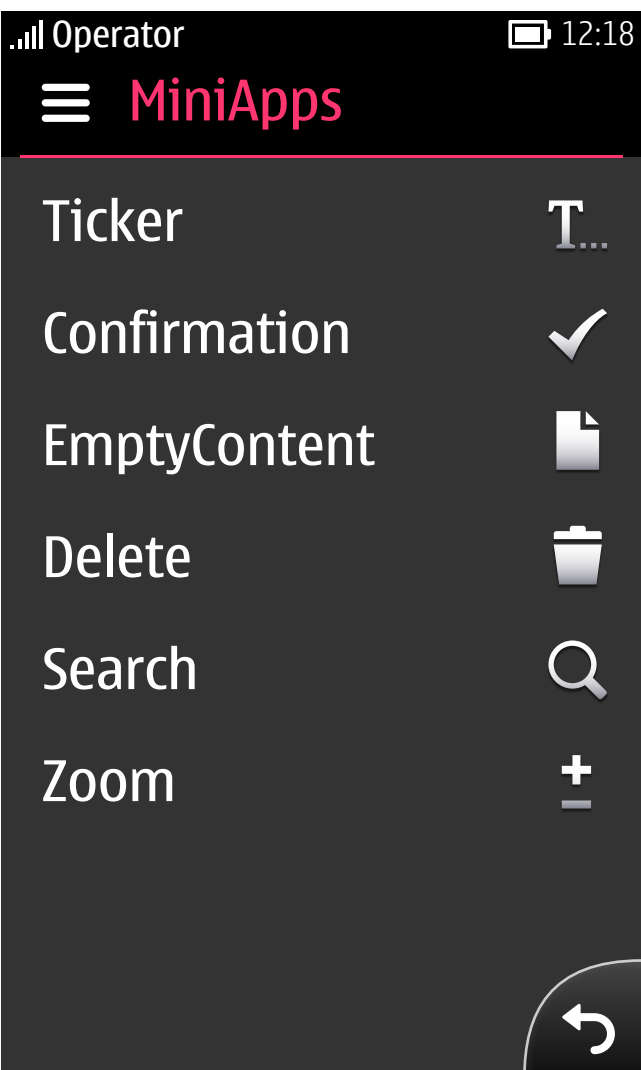 Operator 12:18
MiniApps
Ticker T...
Confirmation
EmptyContent
Delete
Search
Zoom